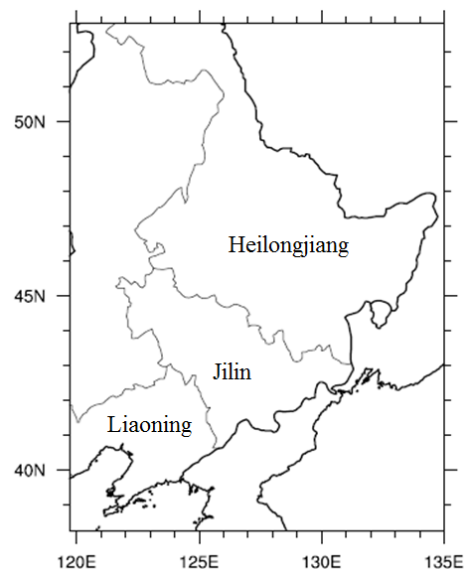 50N
Heilongjiang
45N
Jilin
Liaoning
40N
120E 125E 130E 135E